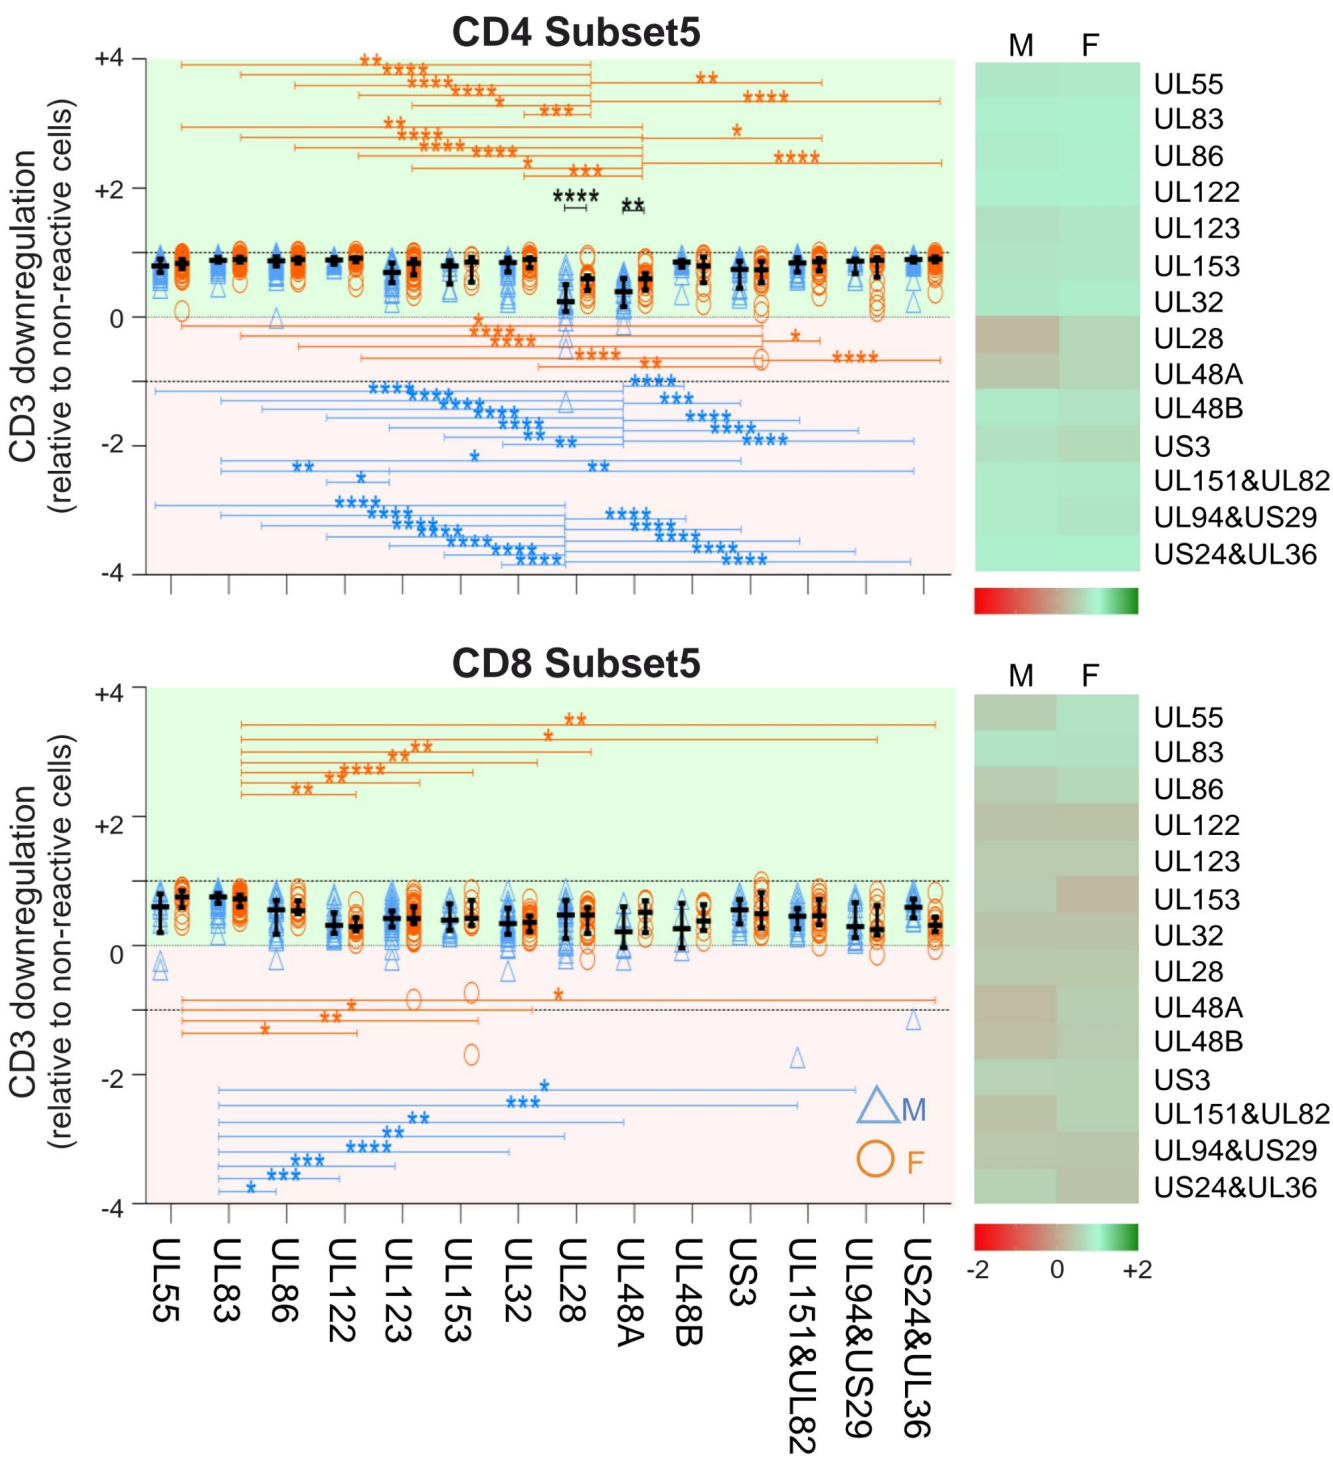 CD4 Subset5
CD3 downregulation
(relative to non-reactive cells)
+4
+2
0
-2
-4
M F
UL55
UL83
UL86
UL122
UL123
UL153
UL32
UL28
UL48A
UL48B
US3
UL151&UL82
UL94&US29
US24&UL36
CD8 Subset5
CD3 downregulation
(relative to non-reactive cells)
+4
+2
0
-2
-4
M
F
M F
UL55
UL83
UL86
UL122
UL123
UL153
UL32
UL28
UL48A
UL48B
US3
UL151&UL82
UL94&US29
US24&UL36
-2 0 +2
UL55
UL83
UL86
UL122
UL123
UL153
UL32
UL28
UL48A
UL48B
US3
UL151&UL82
UL94&US29
US24&UL36